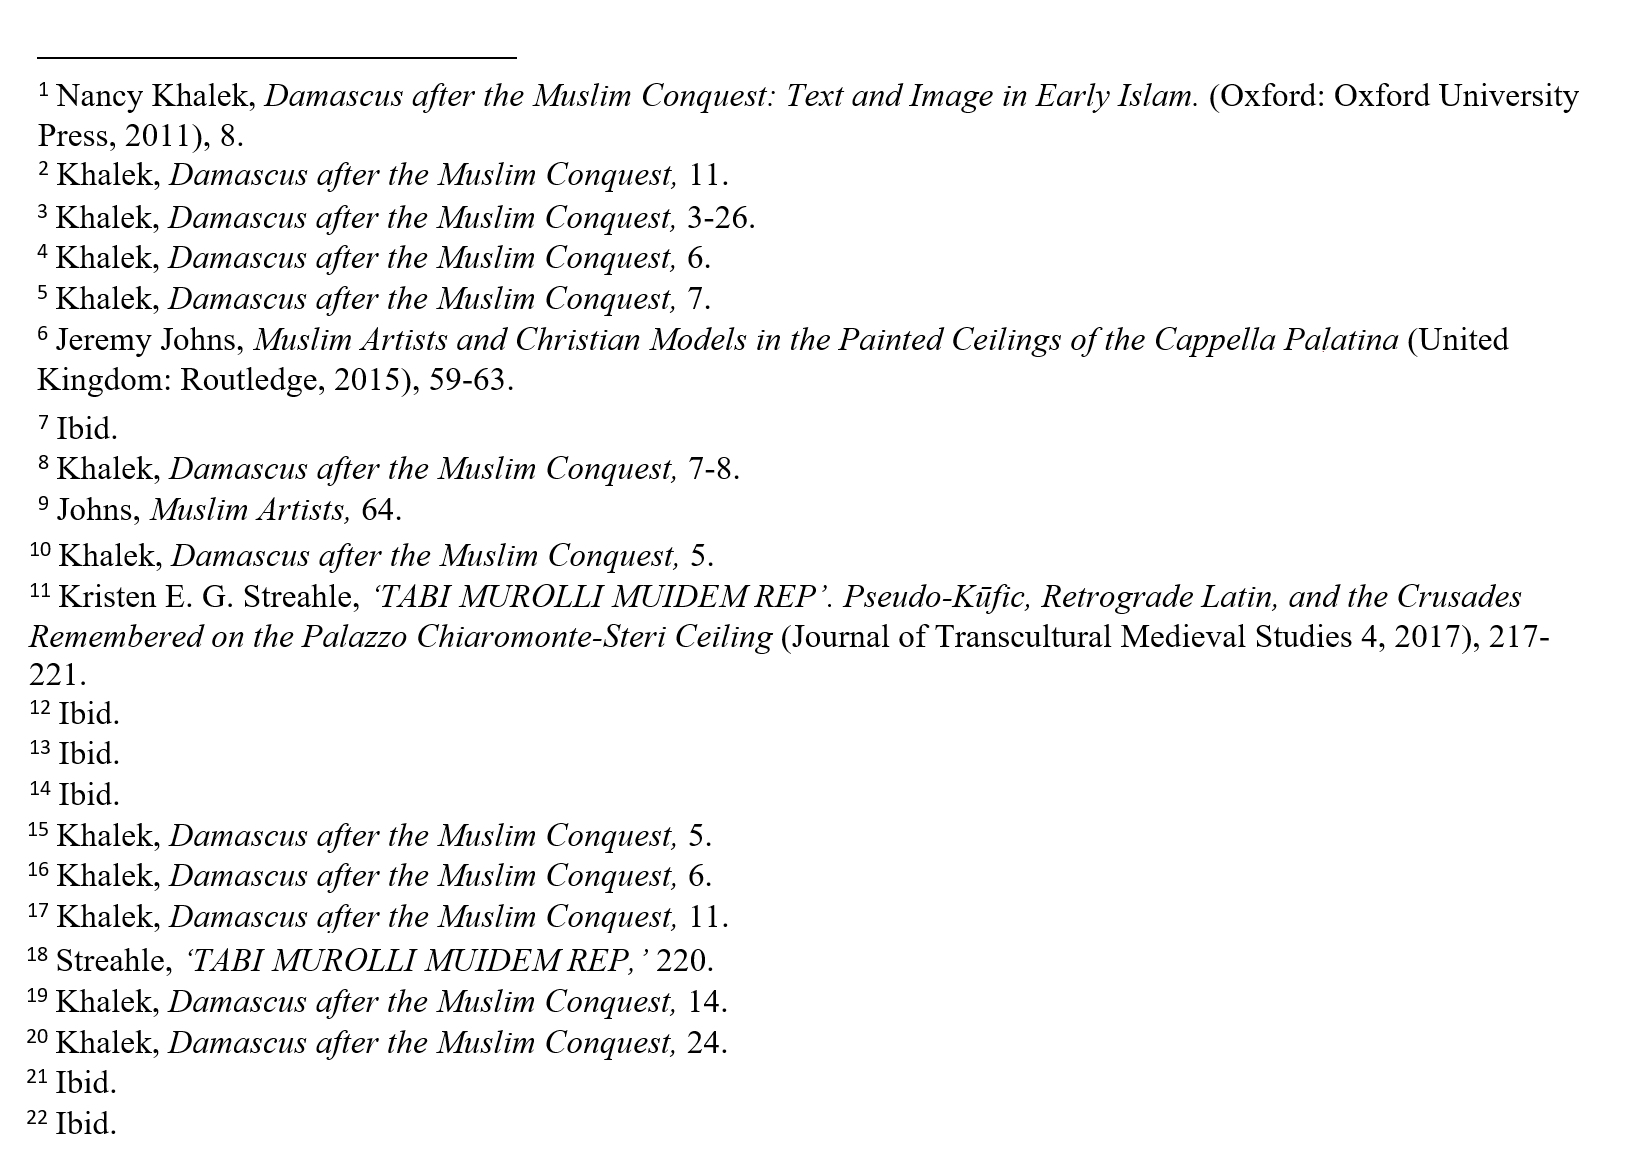 1 Nancy Khalek, Damascus after the Muslim Conquest: Text and Image in Early Islam. (Oxford: Oxford University
Press, 2011), 8.
2 Khalek, Damascus after the Muslim Conquest, 11.
3 Khalek, Damascus after the Muslim Conquest, 3-26.
4 Khalek, Damascus after the Muslim Conquest, 6.
5 Khalek, Damascus after the Muslim Conquest, 7.
6 Jeremy Johns, Muslim Artists and Christian Models in the Painted Ceilings of the Cappella Palatina (United
Kingdom: Routledge, 2015), 59-63.
7 Ibid.
8 Khalek, Damascus after the Muslim Conquest, 7-8.
9 Johns, Muslim Artists, 64.
10 Khalek, Damascus after the Muslim Conquest, 5.
11 Kristen E. G. Streahle, ‘TABI MUROLLI MUIDEM REP’. Pseudo-Kūfic, Retrograde Latin, and the Crusades
Remembered on the Palazzo Chiaromonte-Steri Ceiling (Journal of Transcultural Medieval Studies 4, 2017), 217-
221.
12 Ibid.
13 Ibid.
14 Ibid.
15 Khalek, Damascus after the Muslim Conquest, 5.
16 Khalek, Damascus after the Muslim Conquest, 6.
17 Khalek, Damascus after the Muslim Conquest, 11.
18 Streahle, ‘TABI MUROLLI MUIDEM REP,’ 220.
19 Khalek, Damascus after the Muslim Conquest, 14.
20 Khalek, Damascus after the Muslim Conquest, 24.
21 Ibid.
22 Ibid.